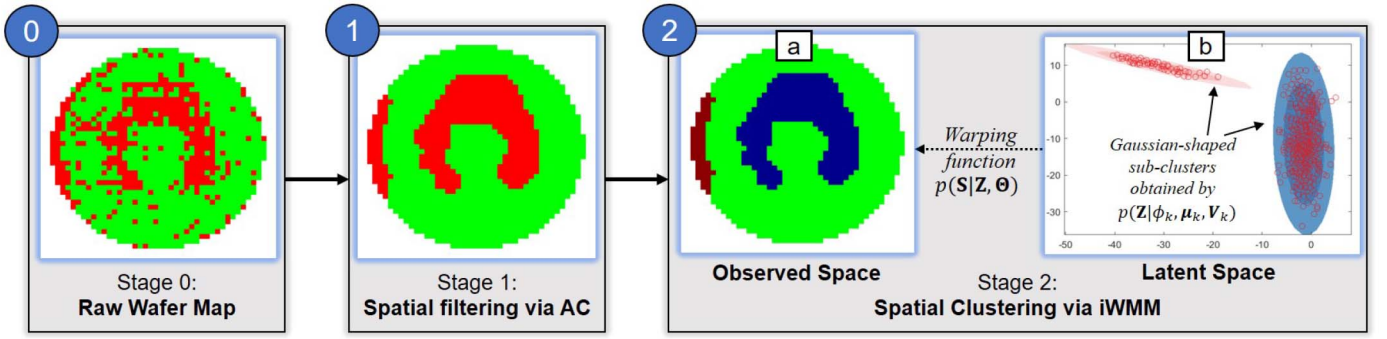 0
1
2
a
b
10
0
-10
-20
-30
-50
-40
-30
-20
-10
0
Warping
function
p(S|Z, Θ)
Gaussian-shaped
sub-clusters
obtained by
p(Z|ϕk, μk, Vk)
Observed Space
Latent Space
Stage 0:
Raw Wafer Map
Stage 1:
Spatial filtering via AC
Stage 2:
Spatial Clustering via iWMM